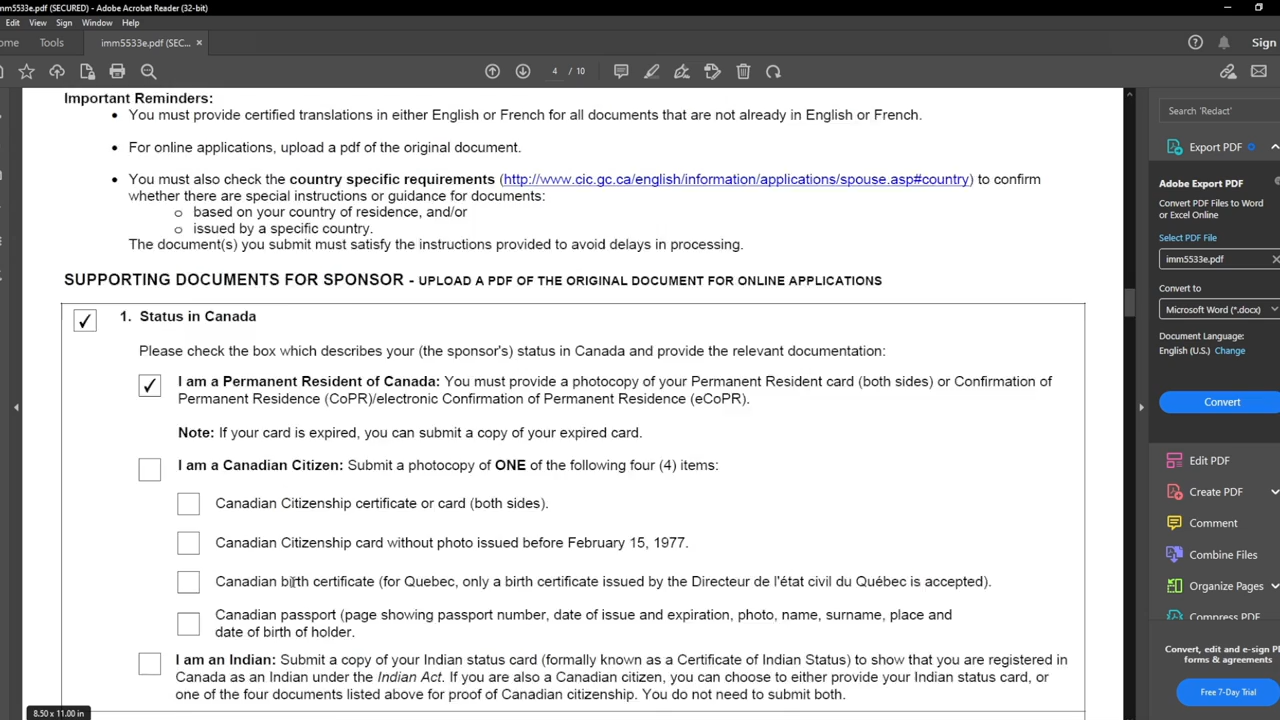 imm5533e.pdf (SECURED) - Adobe Acrobat Reader (32-bit)
Edit View Sign Window Help
Tools imm5533e.pdf (SEC... × Sign
4 / 10
Important Reminders:
• You must provide certified translations in either English or French for all documents that are not already in English or French.
• For online applications, upload a pdf of the original document.
• You must also check the country specific requirements (http://www.cic.gc.ca/english/information/applications/spouse.asp#country) to confirm
whether there are special instructions or guidance for documents:
o based on your country of residence, and/or
o issued by a specific country.
The document(s) you submit must satisfy the instructions provided to avoid delays in processing.
SUPPORTING DOCUMENTS FOR SPONSOR - UPLOAD A PDF OF THE ORIGINAL DOCUMENT FOR ONLINE APPLICATIONS
✓ 1. Status in Canada
Please check the box which describes your (the sponsor's) status in Canada and provide the relevant documentation:
✓ I am a Permanent Resident of Canada: You must provide a photocopy of your Permanent Resident card (both sides) or Confirmation of
Permanent Residence (CoPR)/electronic Confirmation of Permanent Residence (eCoPR).
Note: If your card is expired, you can submit a copy of your expired card.
I am a Canadian Citizen: Submit a photocopy of ONE of the following four (4) items:
Canadian Citizenship certificate or card (both sides).
Canadian Citizenship card without photo issued before February 15, 1977.
Canadian birth certificate (for Quebec, only a birth certificate issued by the Directeur de l'état civil du Québec is accepted).
Canadian passport (page showing passport number, date of issue and expiration, photo, name, surname, place and
date of birth of holder.
I am an Indian: Submit a copy of your Indian status card (formally known as a Certificate of Indian Status) to show that you are registered in
Canada as an Indian under the Indian Act. If you are also a Canadian citizen, you can choose to either provide your Indian status card, or
one of the four documents listed above for proof of Canadian citizenship. You do not need to submit both.
8.50 x 11.00 in
Search 'Redact'
Export PDF
Adobe Export PDF
Convert PDF Files to Word
or Excel Online
Select PDF File
imm5533e.pdf ×
Convert to
Microsoft Word (*.docx)
Document Language:
English (U.S.) Change
Convert
Edit PDF
Create PDF
Comment
Combine Files
Organize Pages
Compress PDF
Convert, edit and e-sign PD
forms & agreements
Free 7-Day Trial